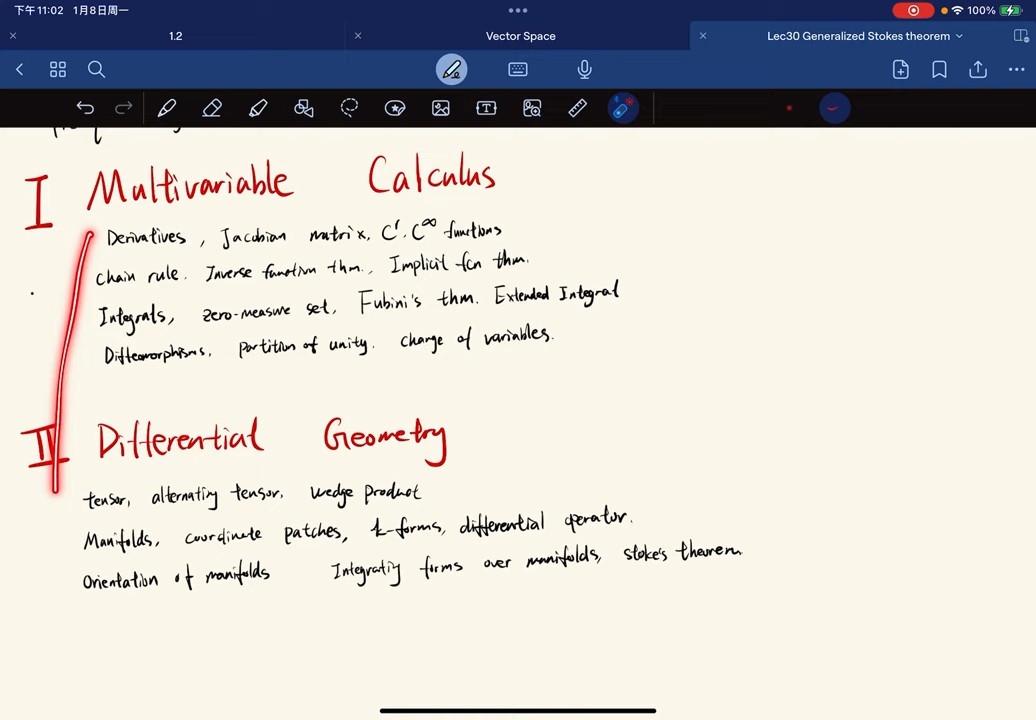 下午11:02 1月8日周一
100%
1.2
Vector Space
Lec30 Generalized Stokes theorem
I Multivariable Calculus
Derivatives, Jacobian matrix, C^r, C^∞ functions
Chain rule. Inverse function thm., Implicit fcn thm.
Integrals, zero-measure set, Fubini's thm. Extended Integral
Diffeomorphisms, partition of unity. change of variables.
II Differential Geometry
tensor, alternating tensor, wedge product
Manifolds, coordinate patches, k-forms, differential operator.
Orientation of manifolds Integrating forms over manifolds, stoke's theorem